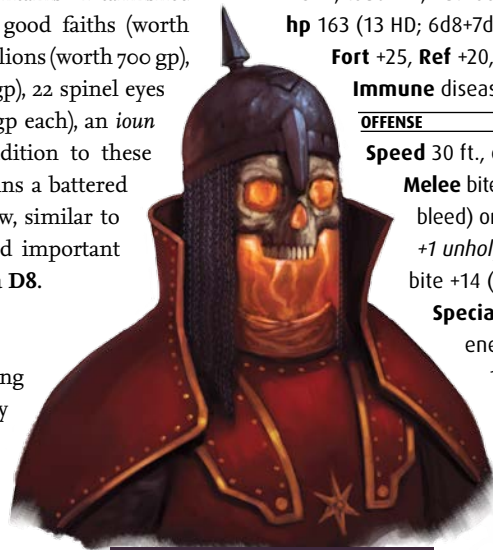 good faiths (worth
lions (worth 700 gp),
gp), 22 spinel eyes
gp each), an ioun
dition to these
ns a battered
w, similar to
d important
D8.
ing
y
hp 163 (13 HD; 6d8+7d
Fort +25, Ref +20,
Immune diseas
OFFENSE
Speed 30 ft.,
Melee bite
bleed) or
+1 unhol
bite +14 (
Specia
ene